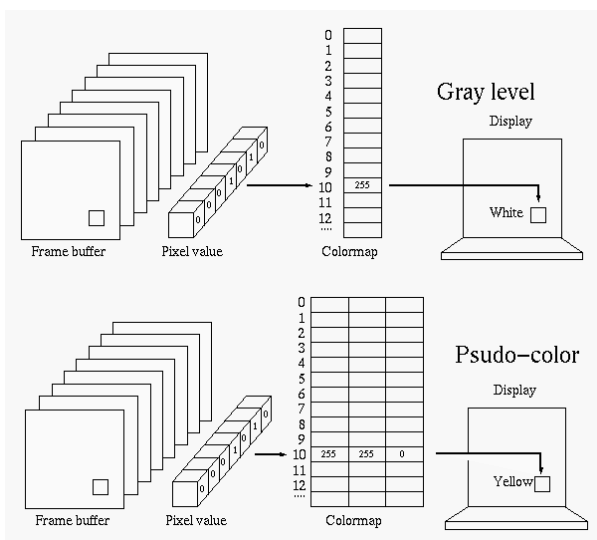 0
1
2
3
4
5
6
7
8
9
10 255
11
12
....
Gray level
Display
White
0 0 0 1 0 1 0
Frame buffer
Pixel value
Colormap
0
1
2
3
4
5
6
7
8
9
10 255 255 0
11
12
....
Psudo-color
Display
Yellow
0 0 0 1 0 1 0
Frame buffer
Pixel value
Colormap